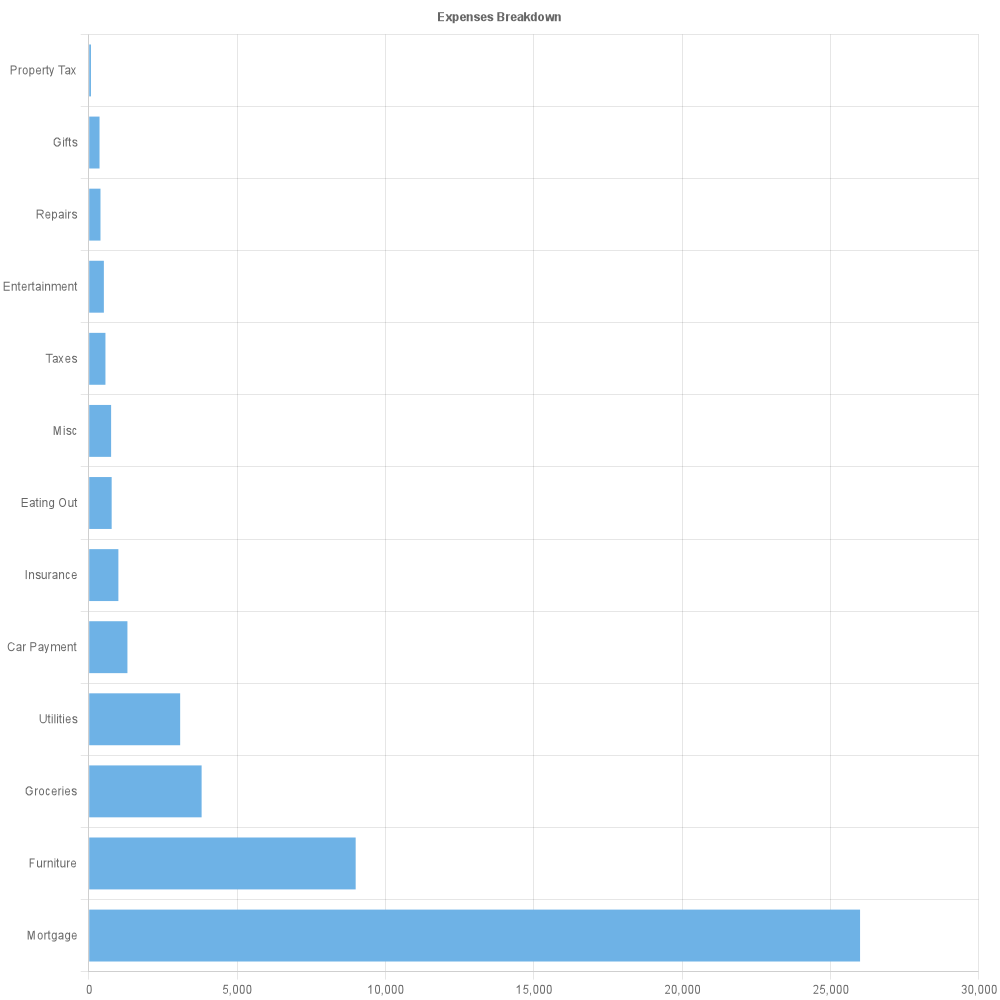 Expenses Breakdown
Property Tax
Gifts
Repairs
Entertainment
Taxes
Misc
Eating Out
Insurance
Car Payment
Utilities
Groceries
Furniture
Mortgage
0 5,000 10,000 15,000 20,000 25,000 30,000